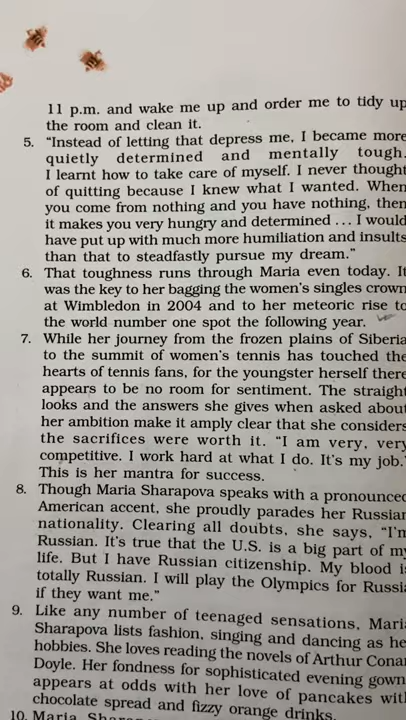 11 p.m. and wake me up and order me to tidy up
the room and clean it.
5. "Instead of letting that depress me, I became more
quietly determined and mentally tough.
I learnt how to take care of myself. I never thought
of quitting because I knew what I wanted. When
you come from nothing and you have nothing, then
it makes you very hungry and determined ... I would
have put up with much more humiliation and insults
than that to steadfastly pursue my dream."
6. That toughness runs through Maria even today. It
was the key to her bagging the women's singles crown
at Wimbledon in 2004 and to her meteoric rise to
the world number one spot the following year.
7. While her journey from the frozen plains of Siberia
to the summit of women's tennis has touched the
hearts of tennis fans, for the youngster herself there
appears to be no room for sentiment. The straight
looks and the answers she gives when asked about
her ambition make it amply clear that she considers
the sacrifices were worth it. "I am very, very
competitive. I work hard at what I do. It's my job."
This is her mantra for success.
8. Though Maria Sharapova speaks with a pronounced
American accent, she proudly parades her Russian
nationality. Clearing all doubts, she says, "I'm
Russian. It's true that the U.S. is a big part of my
life. But I have Russian citizenship. My blood is
totally Russian. I will play the Olympics for Russia
if they want me."
9. Like any number of teenaged sensations, Maria
Sharapova lists fashion, singing and dancing as he
hobbies. She loves reading the novels of Arthur Conan
Doyle. Her fondness for sophisticated evening gown
appears at odds with her love of pancakes with
chocolate spread and fizzy orange drinks.
10. Maria